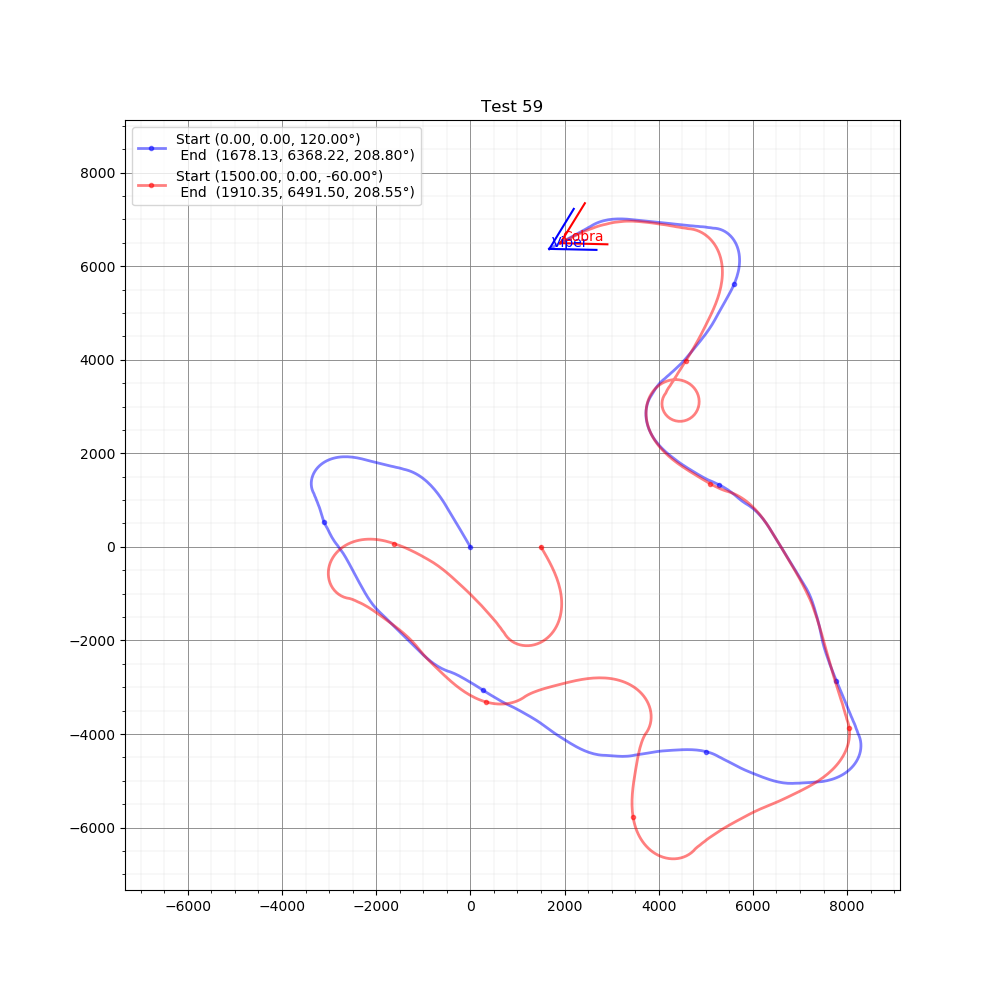 Test 59
Start (0.00, 0.00, 120.00°)
End (1678.13, 6368.22, 208.80°)
Start (1500.00, 0.00, -60.00°)
End (1910.35, 6491.50, 208.55°)
8000
6000
4000
2000
0
−2000
−4000
−6000
Cobra
Viper
−6000 −4000 −2000 0 2000 4000 6000 8000